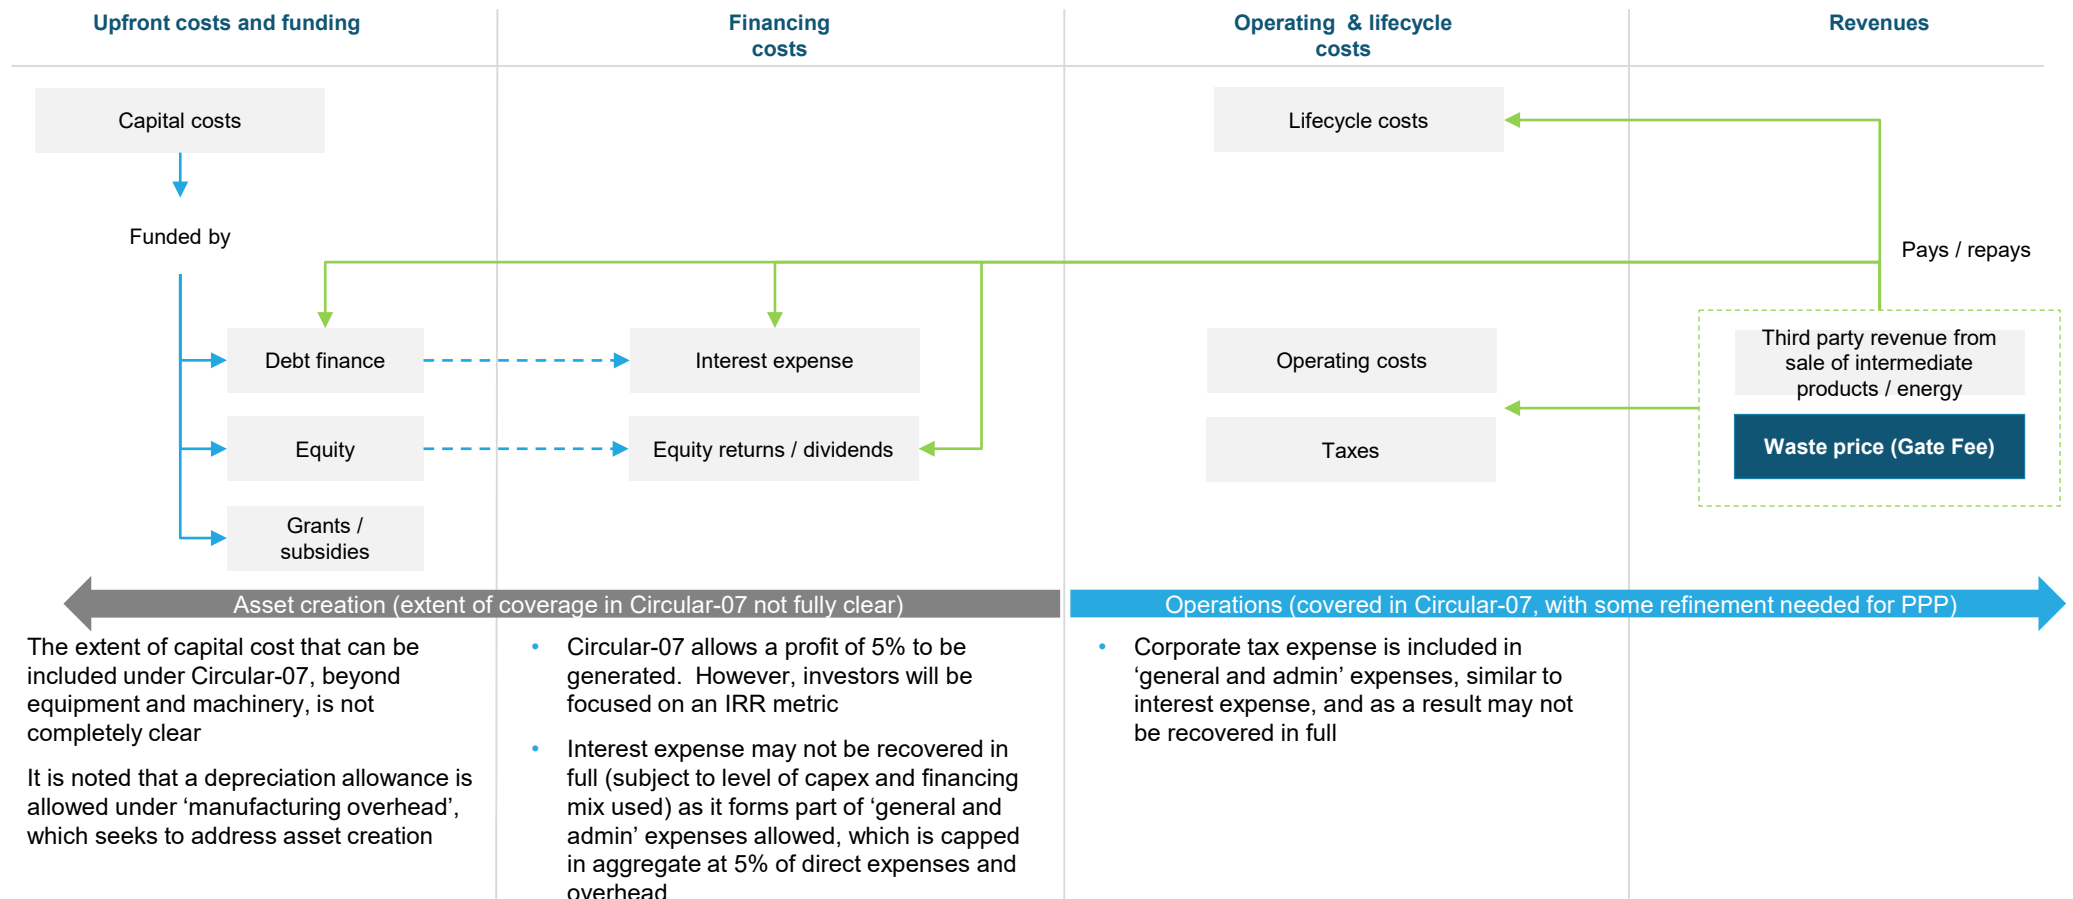 Upfront costs and funding
Financing
costs
Operating & lifecycle
costs
Revenues
Capital costs
Lifecycle costs
Funded by
Pays / repays
Debt finance
Interest expense
Operating costs
Third party revenue from
sale of intermediate
products / energy
Equity
Equity returns / dividends
Taxes
Waste price (Gate Fee)
Grants /
subsidies
Asset creation (extent of coverage in Circular-07 not fully clear)
Operations (covered in Circular-07, with some refinement needed for PPP)
The extent of capital cost that can be
included under Circular-07, beyond
equipment and machinery, is not
completely clear
It is noted that a depreciation allowance is
allowed under ‘manufacturing overhead’,
which seeks to address asset creation
• Circular-07 allows a profit of 5% to be
generated. However, investors will be
focused on an IRR metric
• Interest expense may not be recovered in
full (subject to level of capex and financing
mix used) as it forms part of ‘general and
admin’ expenses allowed, which is capped
in aggregate at 5% of direct expenses and
overhead
• Corporate tax expense is included in
‘general and admin’ expenses, similar to
interest expense, and as a result may not
be recovered in full